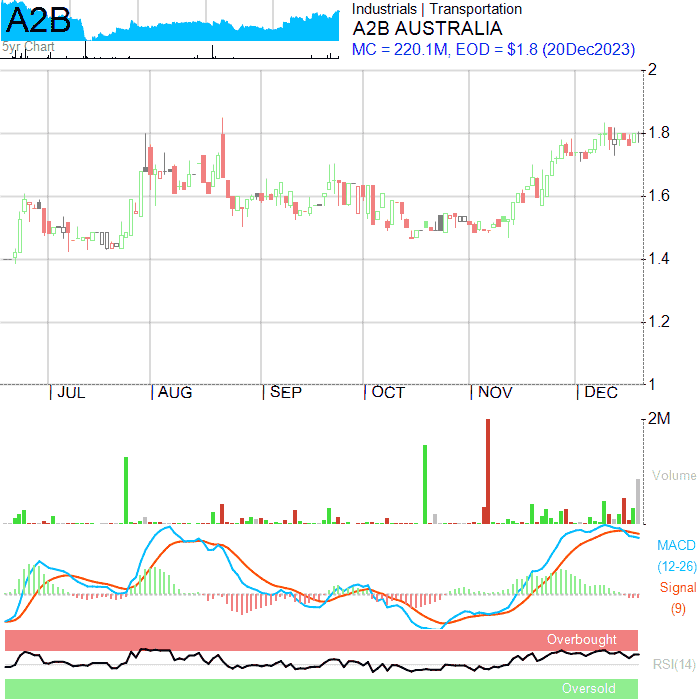 A2B
5yr Chart
Industrials | Transportation
A2B AUSTRALIA
MC = 220.1M, EOD = $1.8 (20Dec2023)
2
1.8
1.6
1.4
1.2
1
JUL AUG SEP OCT NOV DEC
2M
Volume
MACD
(12-26)
Signal
(9)
Overbought
RSI(14)
Oversold